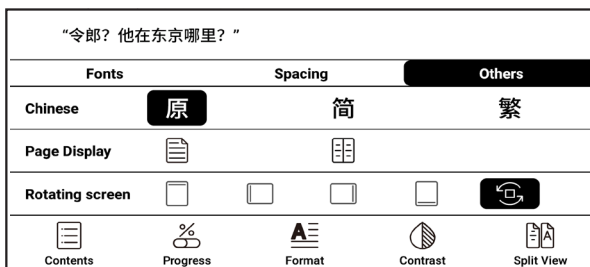 “令郎？他在东京哪里？”
Fonts Spacing Others
Chinese 原 简 繁
Page Display
Rotating screen
Contents Progress Format Contrast Split View